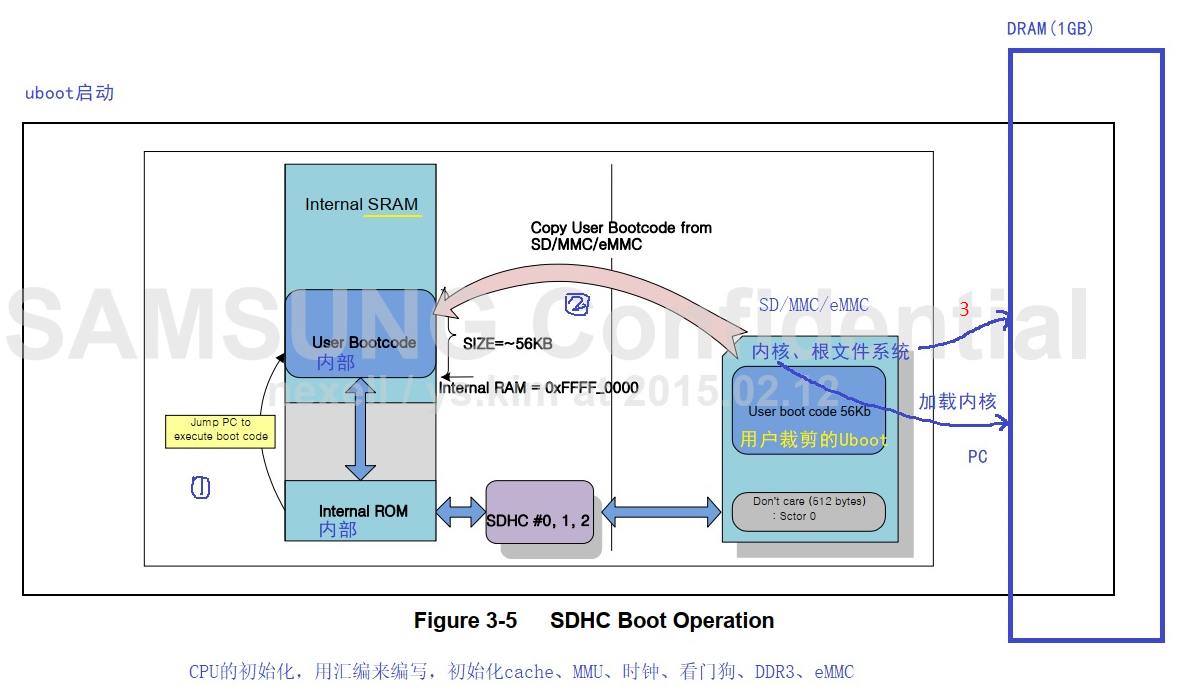 DRAM(1GB)
uboot启动
Internal SRAM
Copy User Bootcode from
SD/MMC/eMMC
②
SD/MMC/eMMC
3
SAMSUNG Confidential
User Bootcode
内部
SIZE=~56KB
内核、根文件系统
Internal RAM = 0xFFFF_0000
nexell / ys.kim at 2015.02.12
加载内核
User boot code 56Kb
用户裁剪的Uboot
PC
Jump PC to
execute boot code
①
Internal ROM
内部
SDHC #0, 1, 2
Don't care (512 bytes)
: Sctor 0
Figure 3-5 SDHC Boot Operation
CPU的初始化，用汇编来编写，初始化cache、MMU、时钟、看门狗、DDR3、eMMC